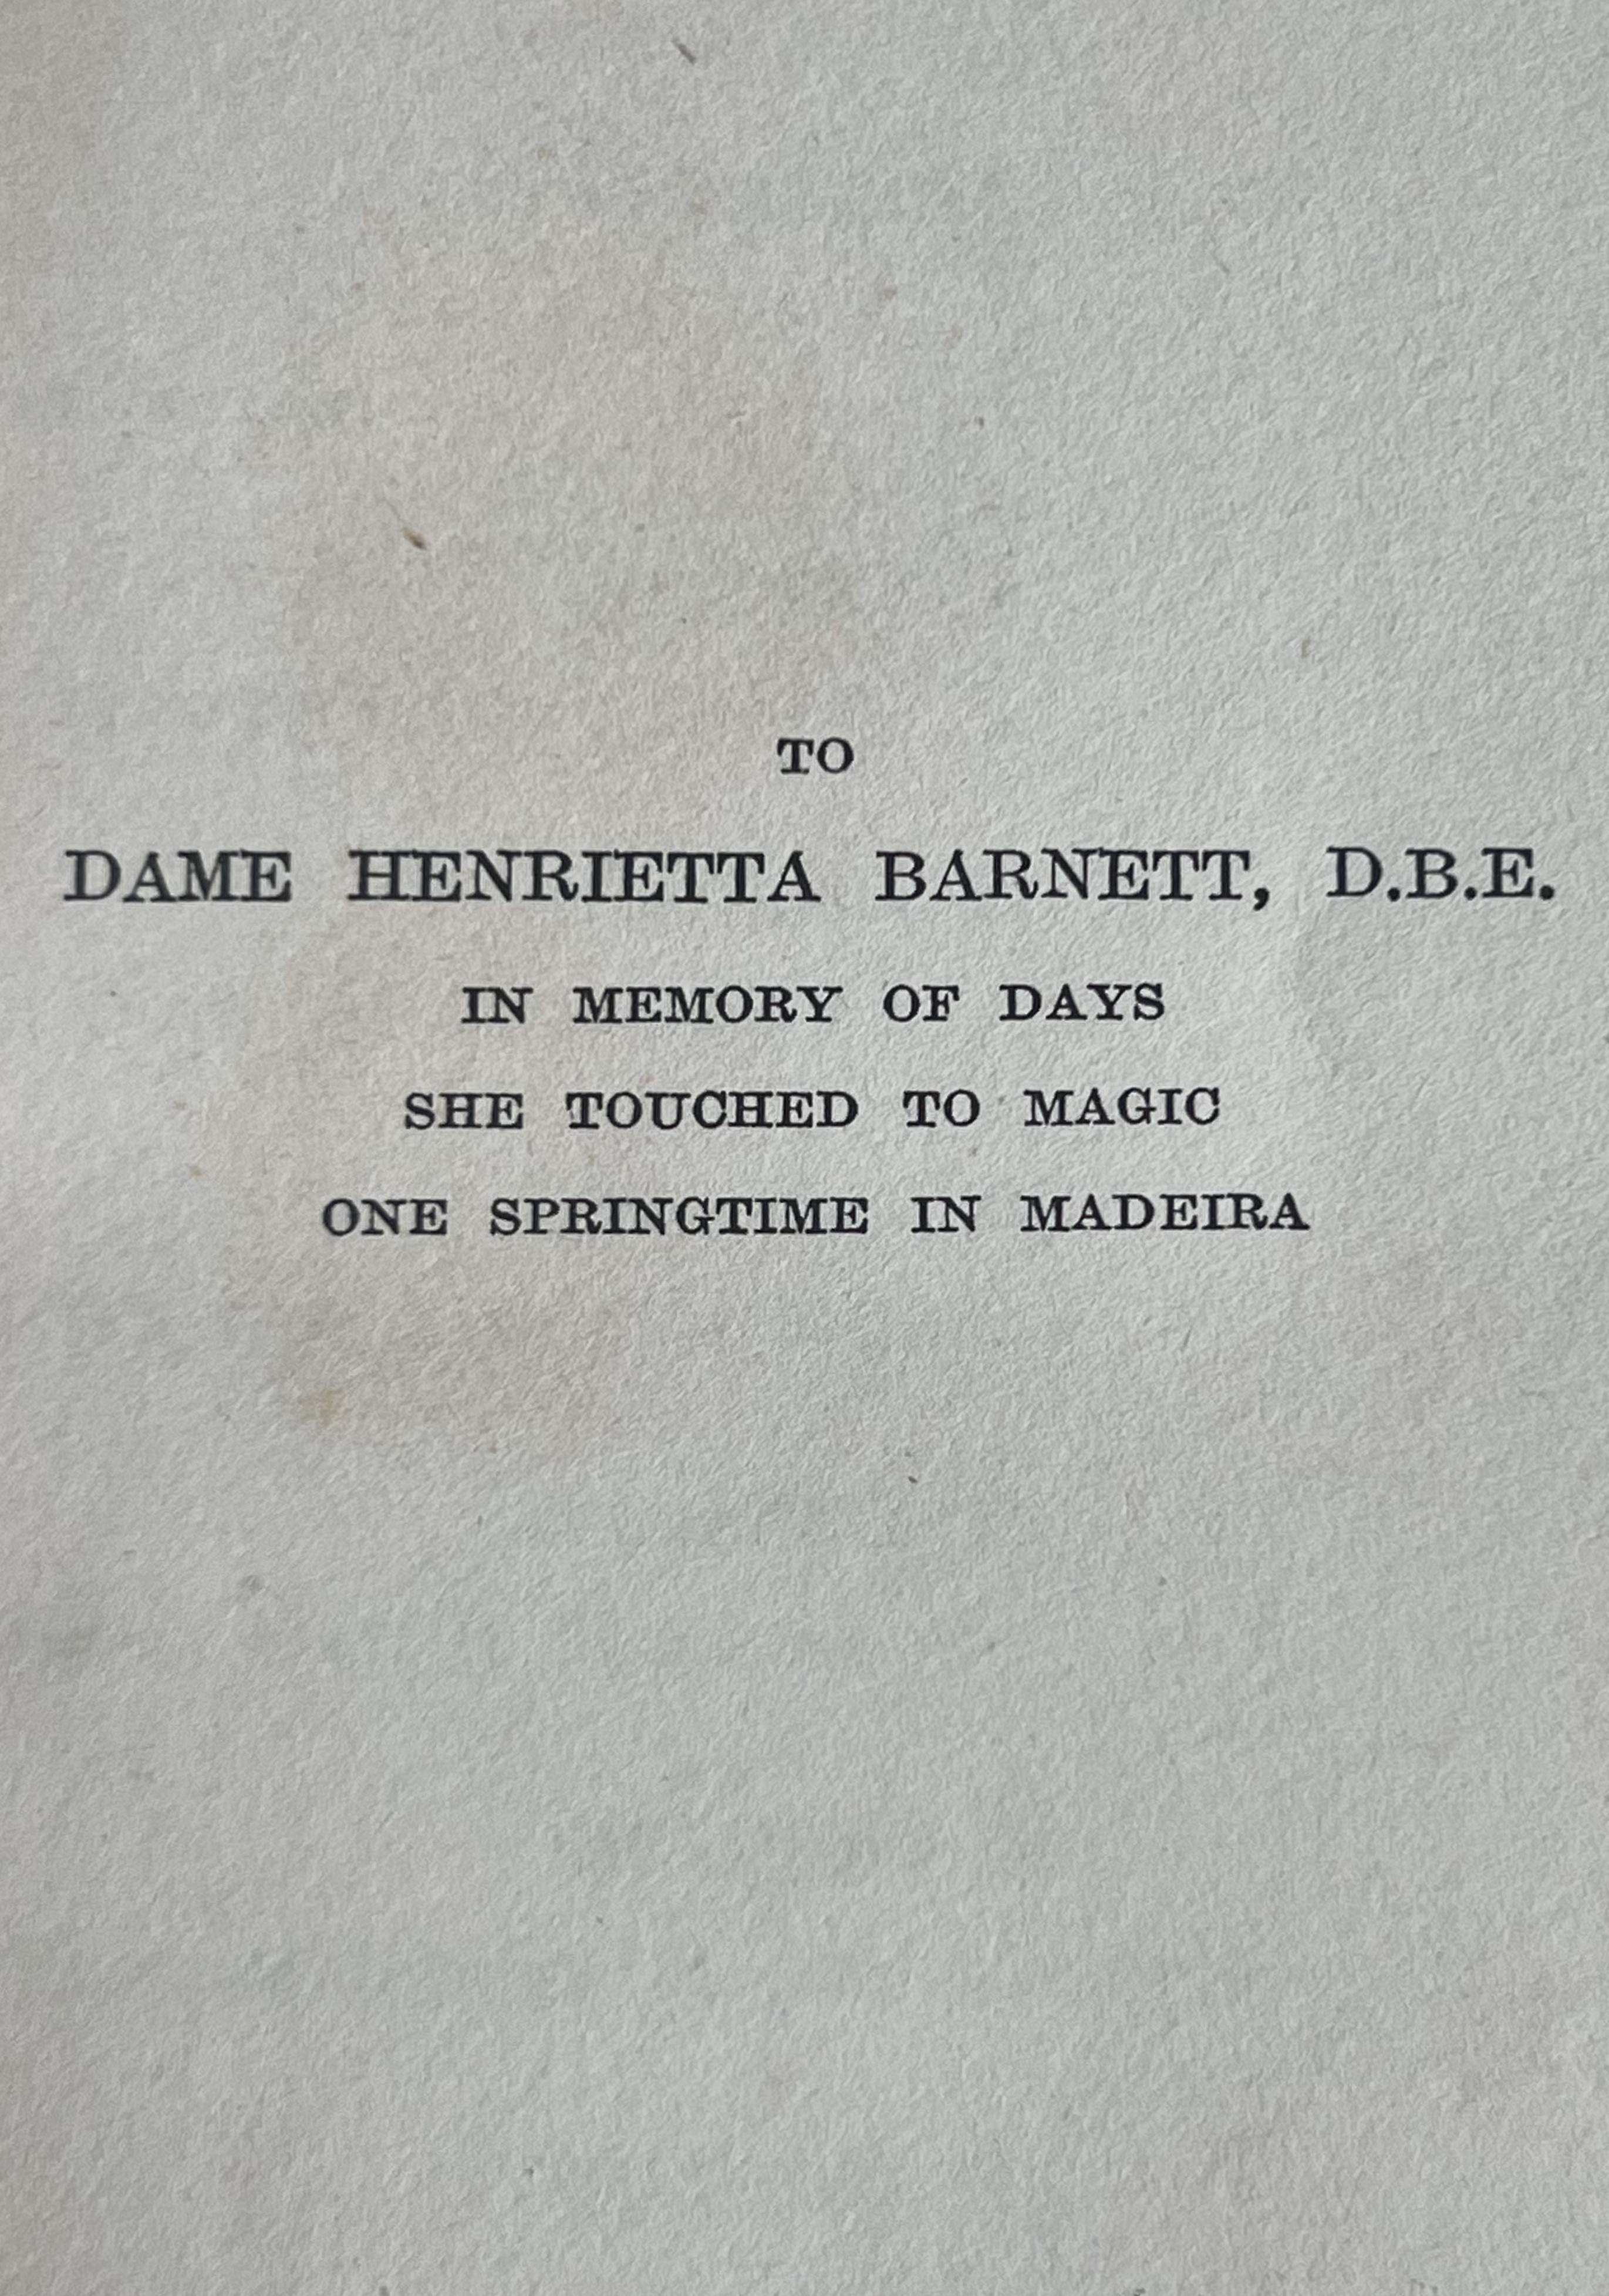 TO
DAME HENRIETTA BARNETT, D.B.E.
IN MEMORY OF DAYS
SHE TOUCHED TO MAGIC
ONE SPRINGTIME IN MADEIRA